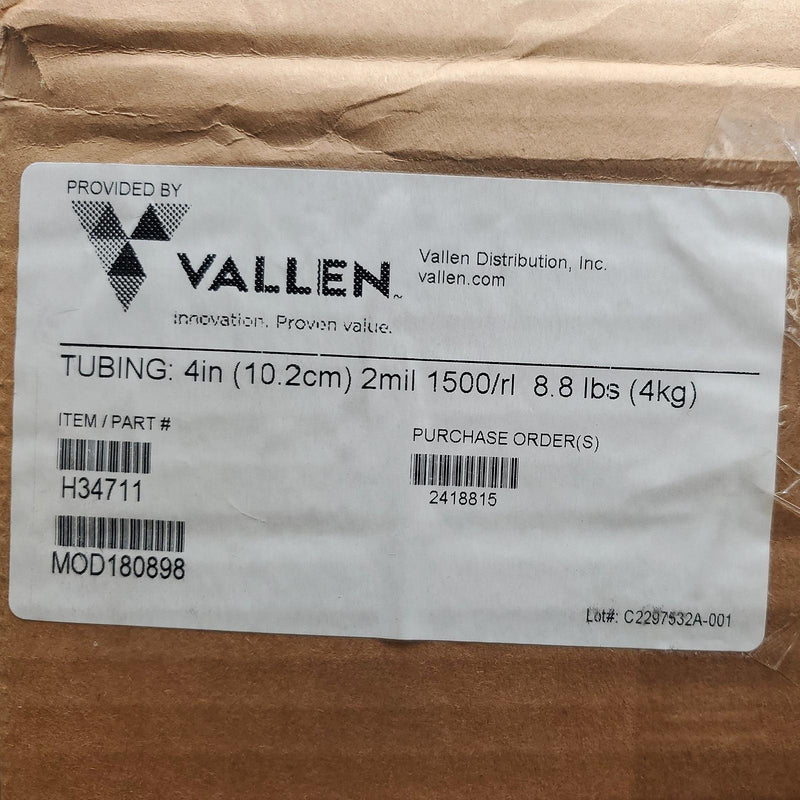 PROVIDED BY
VALLEN
Innovation. Proven value.
Vallen Distribution, Inc.
vallen.com
TUBING: 4in (10.2cm) 2mil 1500/rl 8.8 lbs (4kg)
ITEM / PART #
H34711
MOD180898
PURCHASE ORDER(S)
2418815
Lot#: C2297532A-001